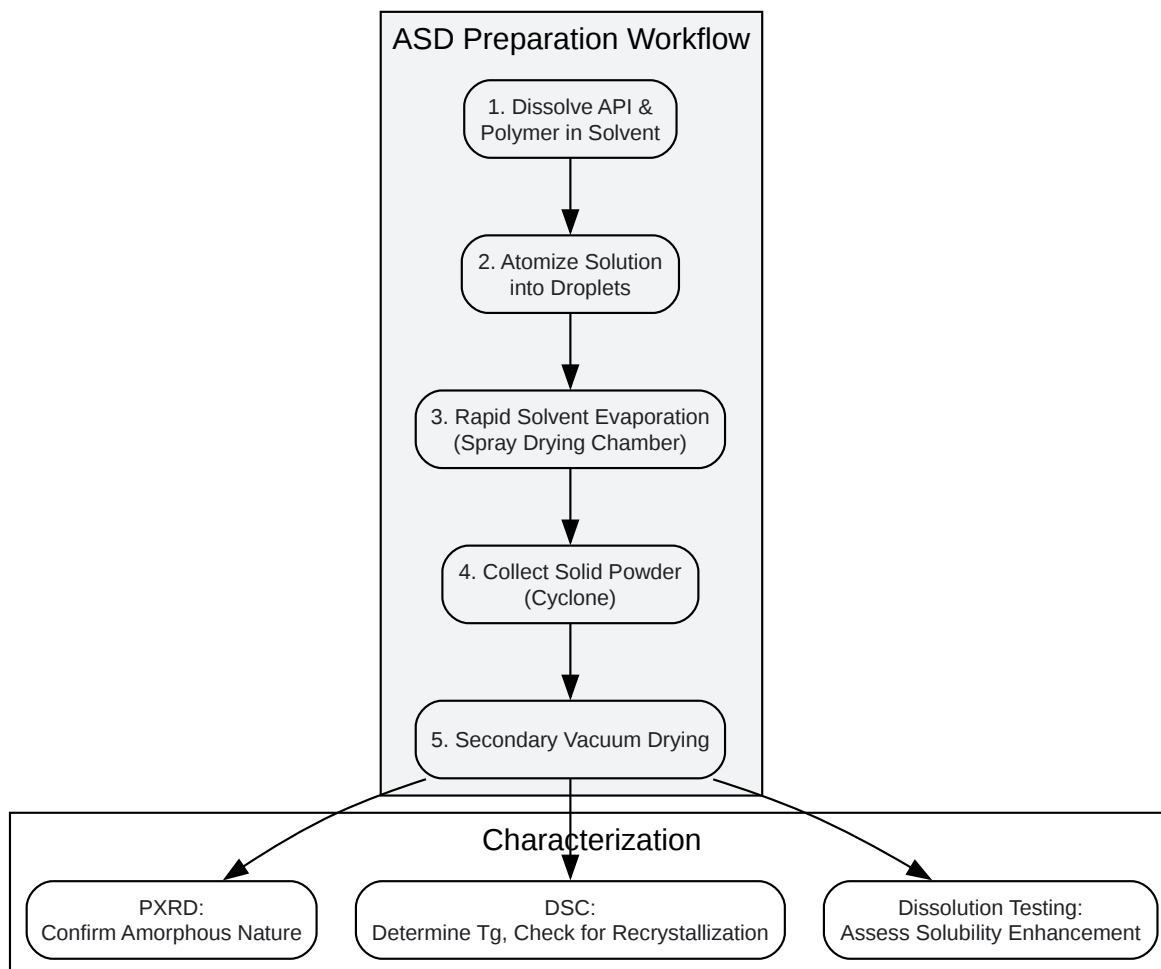 ASD Preparation Workflow
1. Dissolve API &
Polymer in Solvent
2. Atomize Solution
into Droplets
3. Rapid Solvent Evaporation
(Spray Drying Chamber)
4. Collect Solid Powder
(Cyclone)
5. Secondary Vacuum Drying
Characterization
PXRD:
Confirm Amorphous Nature
DSC:
Determine Tg, Check for Recrystallization
Dissolution Testing:
Assess Solubility Enhancement